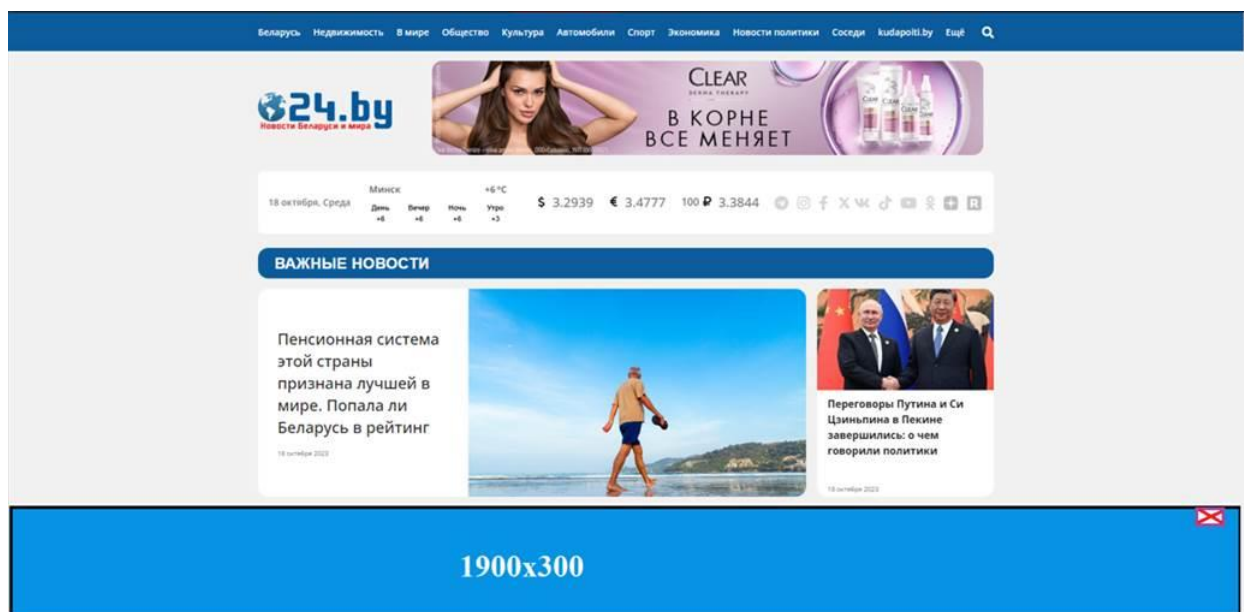 Беларусь Недвижимость В мире Общество Культура Автомобили Спорт Экономика Новости политики Соседи kudapoiti.by Ещё
24.by
Новости Беларуси и мира
CLEAR
DERMA THERAPY
В КОРНЕ
ВСЕ МЕНЯЕТ
18 октября, Среда
Минск +6 °C
День Вечер Ночь Утро
+6 +6 +6 +3
$ 3.2939 € 3.4777 100 ₽ 3.3844
ВАЖНЫЕ НОВОСТИ
Пенсионная система
этой страны
признана лучшей в
мире. Попала ли
Беларусь в рейтинг
18 октября 2023
Переговоры Путина и Си
Цзиньпина в Пекине
завершились: о чем
говорили политики
18 октября 2023
1900x300